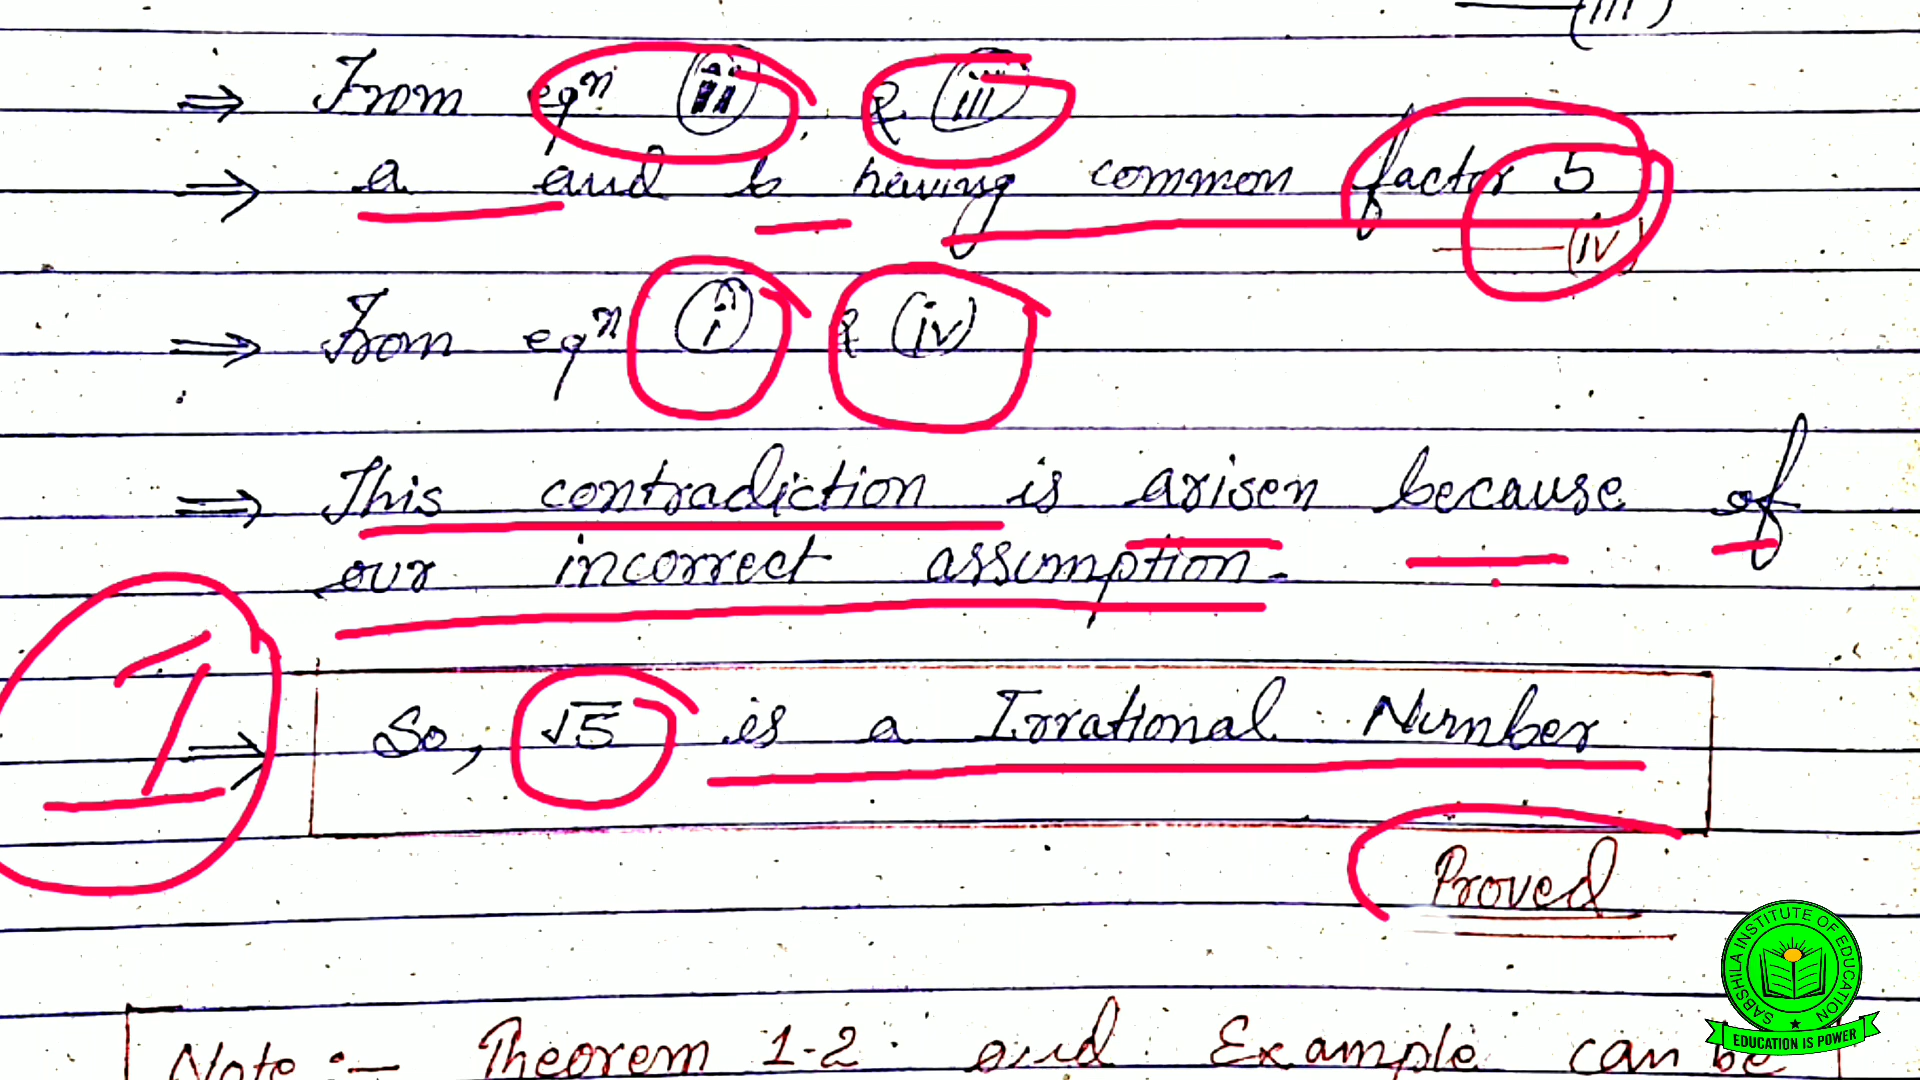 (iii)
⇒ From eqⁿ (ii) & (iii)
⇒ a and b having common factor 5
(iv)
⇒ From eqⁿ (i) & (iv)
⇒ This contradiction is arisen because of
our incorrect assumption.
1
⇒ So, √5 is a Irrational Number
Proved
SABSHILA INSTITUTE OF EDUCATION
EDUCATION IS POWER
Note :- Theorem 1.2 and Example can be